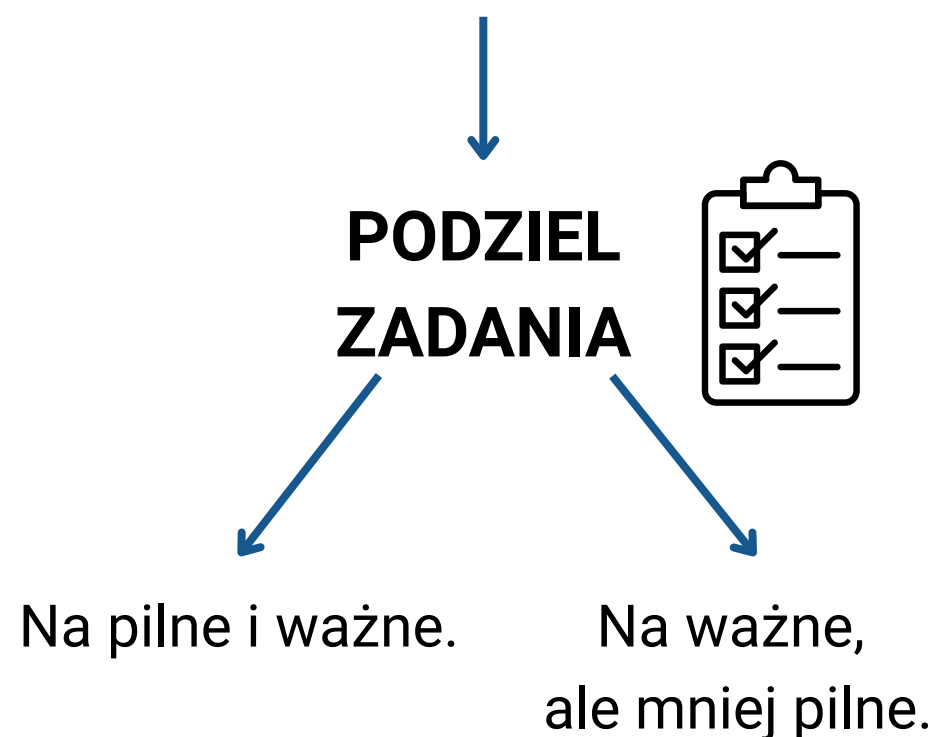 PODZIEL
ZADANIA
Na pilne i ważne.
Na ważne,
ale mniej pilne.